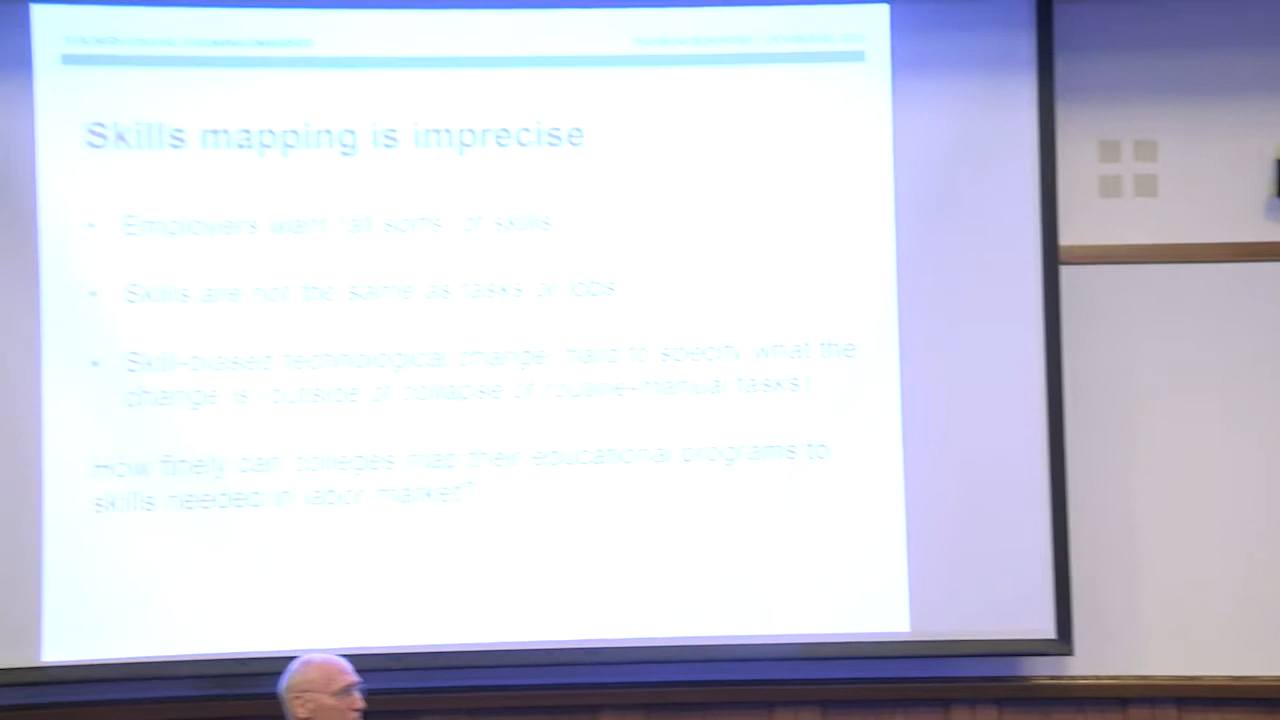 Skills mapping is imprecise
• Employers want "all sorts" of skills
• Skills are not the same as tasks or jobs
• Skill-biased technological change: hard to specify what the
change is (outside of collapse of routine-manual tasks)
How finely can colleges map their educational programs to
skills needed in labor market?